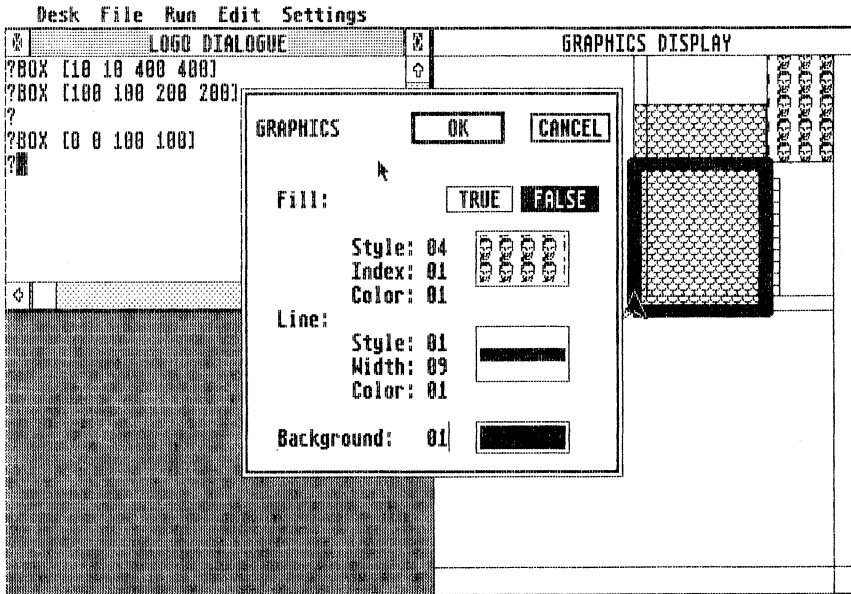 Desk File Run Edit Settings
LOGO DIALOGUE
GRAPHICS DISPLAY
?BOX [10 10 400 400]
?BOX [100 100 200 200]
?
?BOX [0 0 100 100]
?
GRAPHICS
OK
CANCEL
Fill:
TRUE
FALSE
Style: 04
Index: 01
Color: 01
Line:
Style: 01
Width: 09
Color: 01
Background: 01